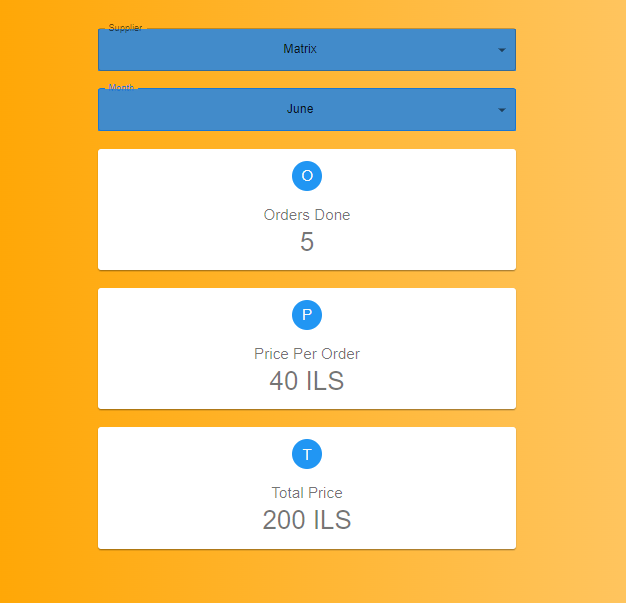 Supplier
Matrix
Month
June
O
Orders Done
5
P
Price Per Order
40 ILS
T
Total Price
200 ILS